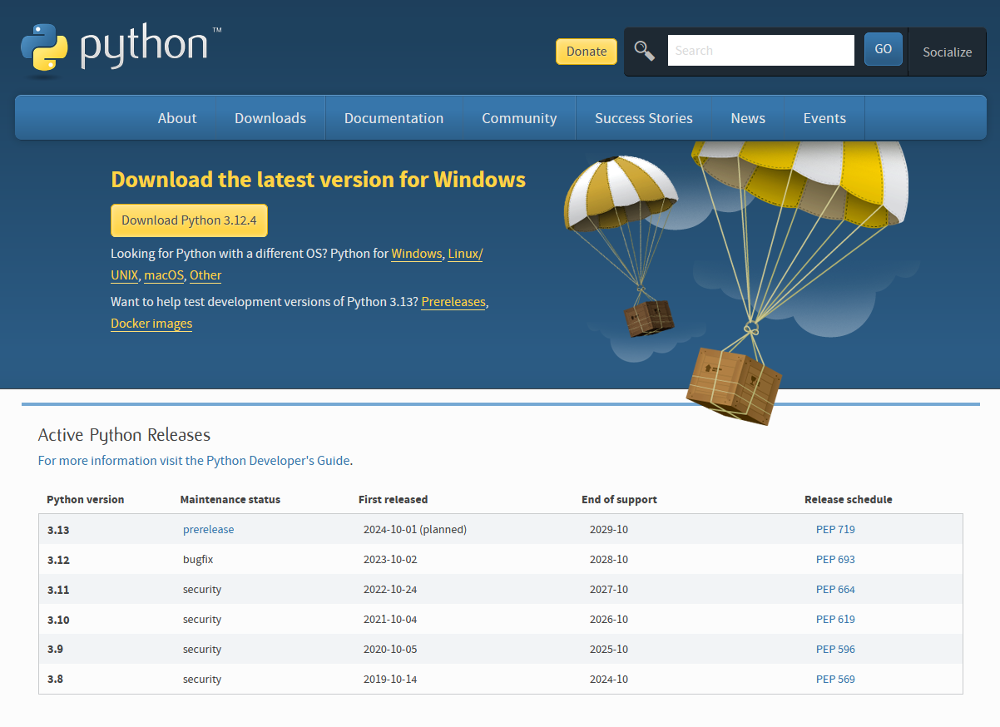 python™
Donate
Search
GO
Socialize
About Downloads Documentation Community Success Stories News Events
Download the latest version for Windows
Download Python 3.12.4
Looking for Python with a different OS? Python for Windows, Linux/
UNIX, macOS, Other
Want to help test development versions of Python 3.13? Prereleases,
Docker images
Active Python Releases
For more information visit the Python Developer's Guide.
Python version Maintenance status First released End of support Release schedule
3.13 prerelease 2024-10-01 (planned) 2029-10 PEP 719
3.12 bugfix 2023-10-02 2028-10 PEP 693
3.11 security 2022-10-24 2027-10 PEP 664
3.10 security 2021-10-04 2026-10 PEP 619
3.9 security 2020-10-05 2025-10 PEP 596
3.8 security 2019-10-14 2024-10 PEP 569